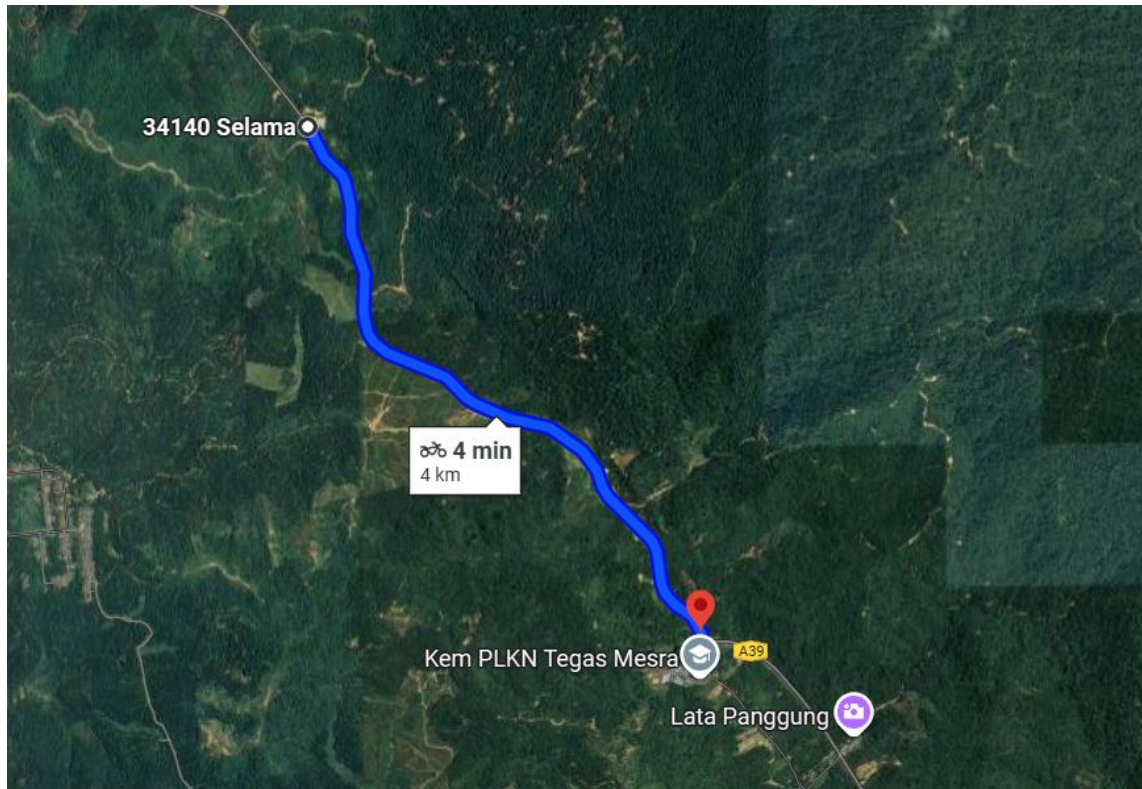 34140 Selama
4 min
4 km
Kem PLKN Tegas Mesra
A39
Lata Panggung